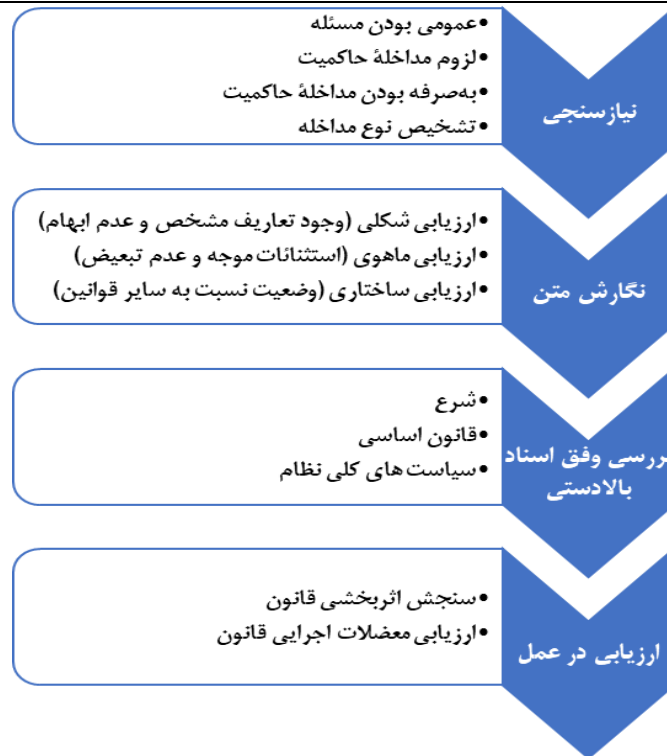 نیازسنجی
•عمومی بودن مسئله
•لزوم مداخلهٔ حاکمیت
•به‌صرفه بودن مداخلهٔ حاکمیت
•تشخیص نوع مداخله
نگارش متن
•ارزیابی شکلی (وجود تعاریف مشخص و عدم ابهام)
•ارزیابی ماهوی (استثنائات موجه و عدم تبعیض)
•ارزیابی ساختاری (وضعیت نسبت به سایر قوانین)
بررسی وفق اسناد
بالادستی
•شرع
•قانون اساسی
•سیاست‌های کلی نظام
ارزیابی در عمل
•سنجش اثربخشی قانون
•ارزیابی معضلات اجرایی قانون